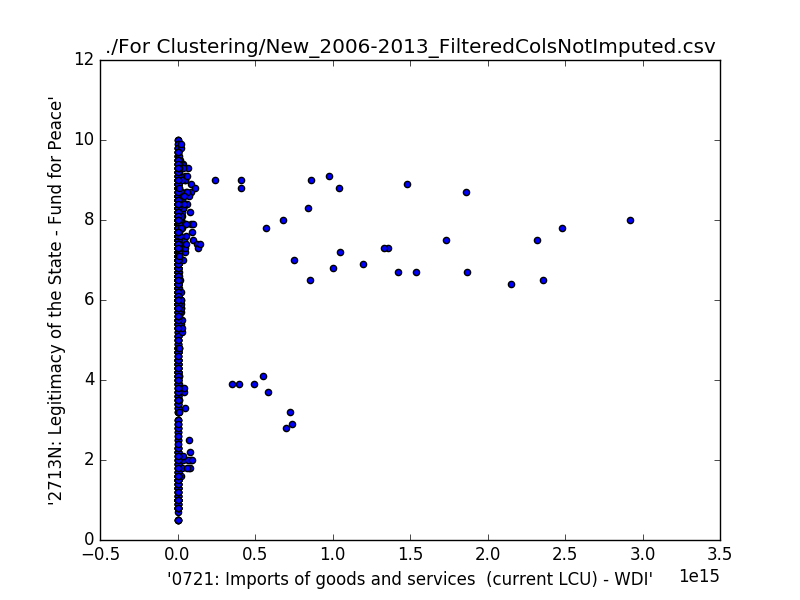 ./For Clustering/New_2006-2013_FilteredColsNotImputed.csv
12
10
8
6
4
2
0
'2713N: Legitimacy of the State - Fund for Peace'
−0.5 0.0 0.5 1.0 1.5 2.0 2.5 3.0 3.5
1e15
'0721: Imports of goods and services  (current LCU) - WDI'